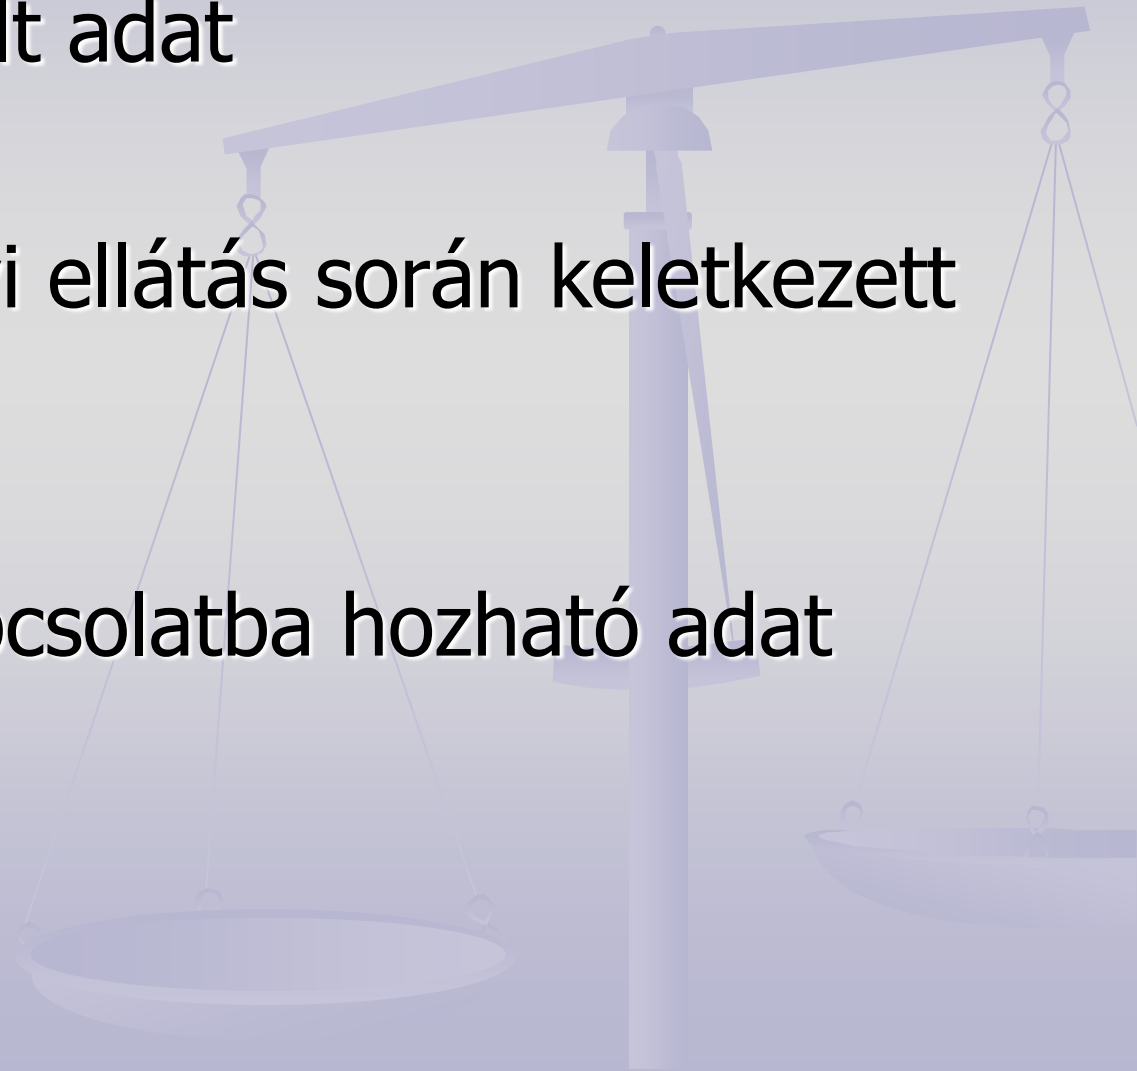 lt adat
i ellátás során keletkezett
csolatba hozható adat